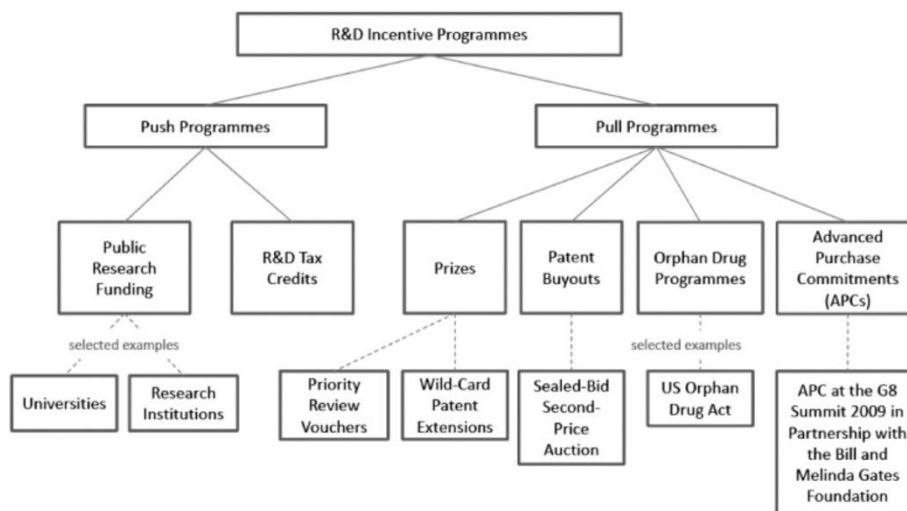 R&D Incentive Programmes
Push Programmes
Pull Programmes
Public
Research
Funding
R&D Tax
Credits
Prizes
Patent
Buyouts
Orphan Drug
Programmes
Advanced
Purchase
Commitments
(APCs)
selected examples
selected examples
Universities
Research
Institutions
Priority
Review
Vouchers
Wild-Card
Patent
Extensions
Sealed-Bid
Second-
Price
Auction
US Orphan
Drug Act
APC at the G8
Summit 2009 in
Partnership with
the Bill and
Melinda Gates
Foundation